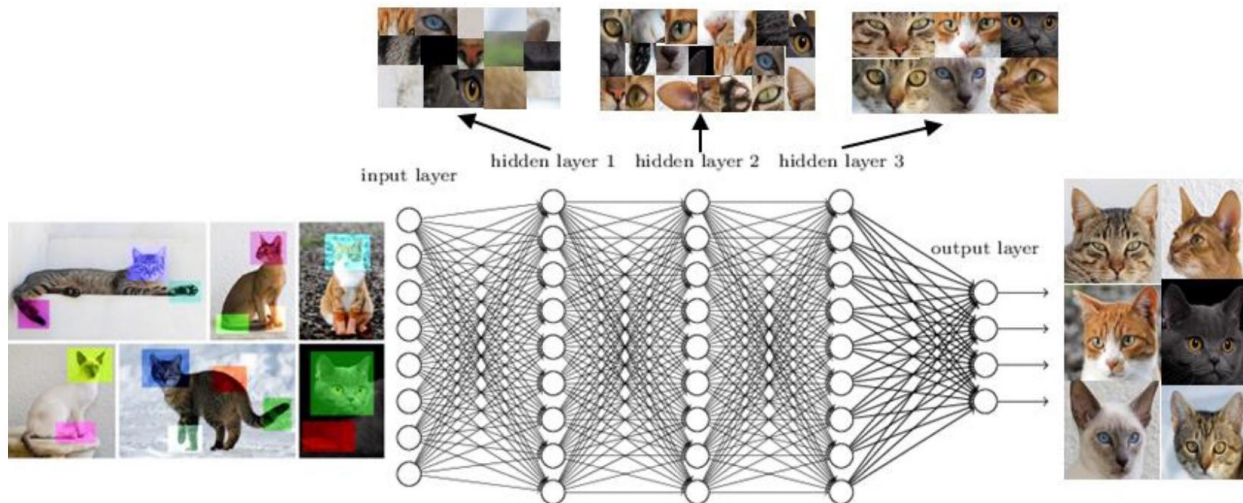 hidden layer 1
hidden layer 2
hidden layer 3
input layer
output layer